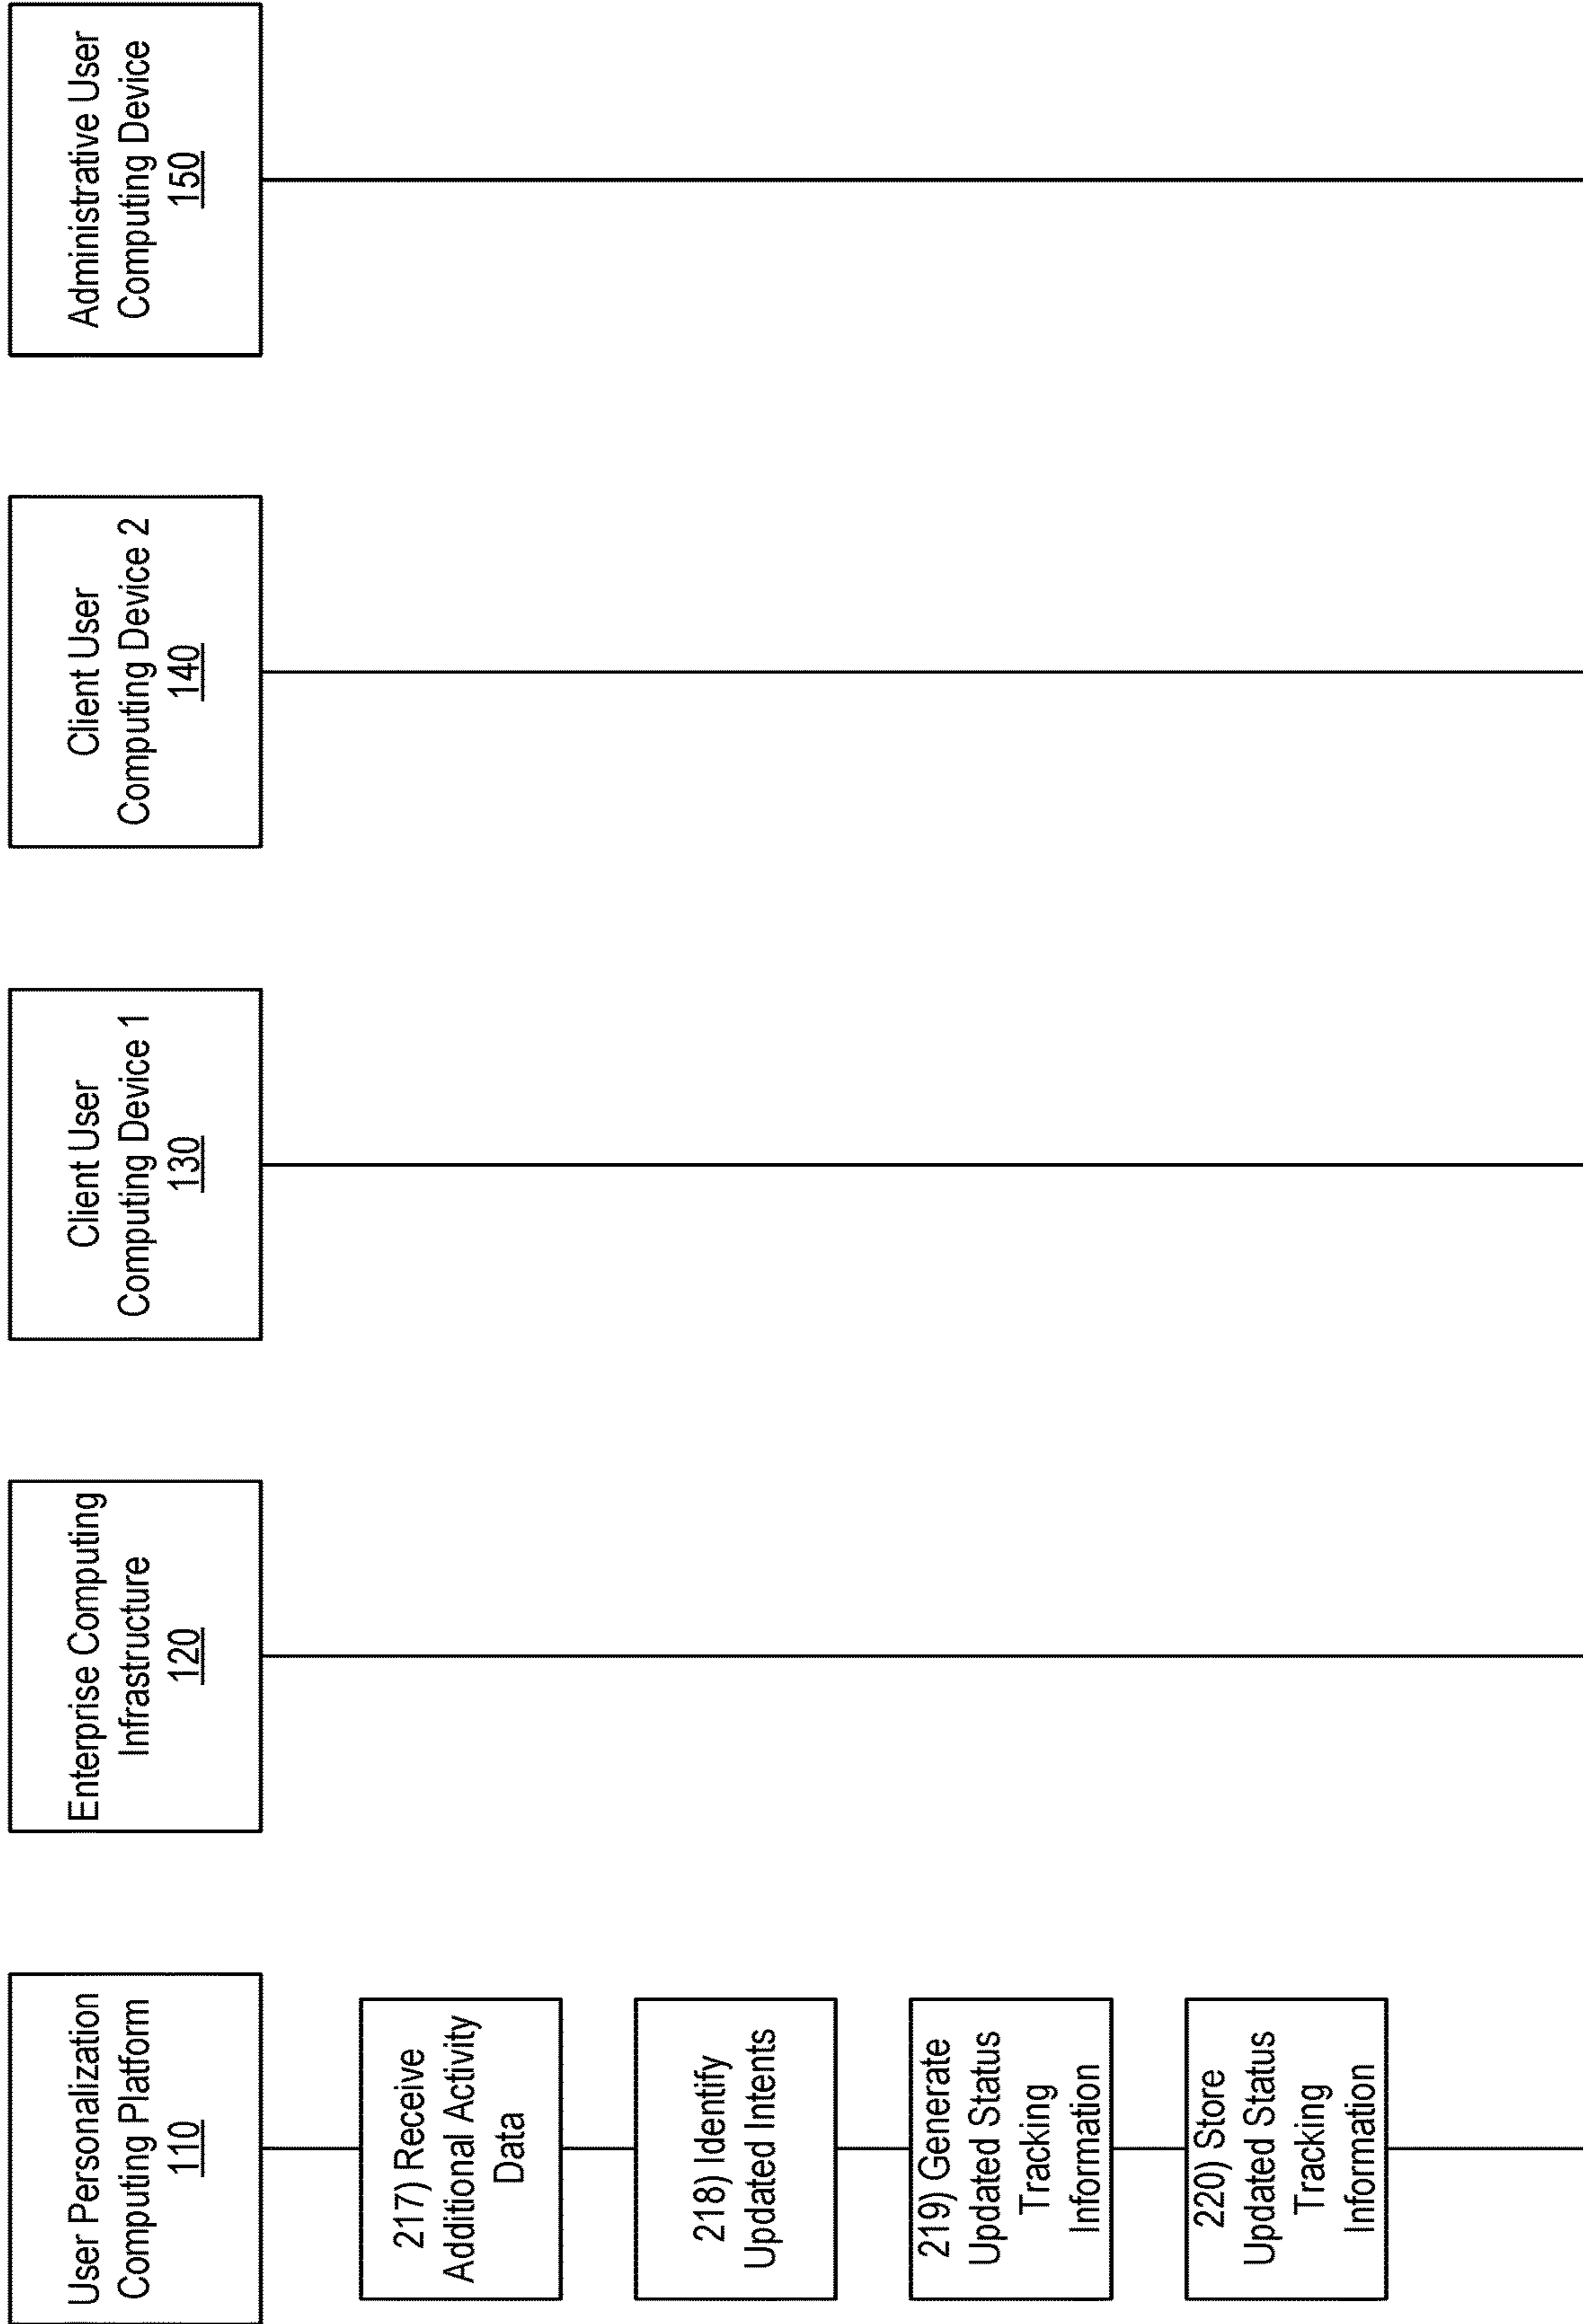 User Personalization
Computing Platform
110
Enterprise Computing
Infrastructure
120
Client User
Computing Device 1
130
Client User
Computing Device 2
140
Administrative User
Computing Device
150
217) Receive
Additional Activity
Data
218) Identify
Updated Intents
219) Generate
Updated Status
Tracking
Information
220) Store
Updated Status
Tracking
Information